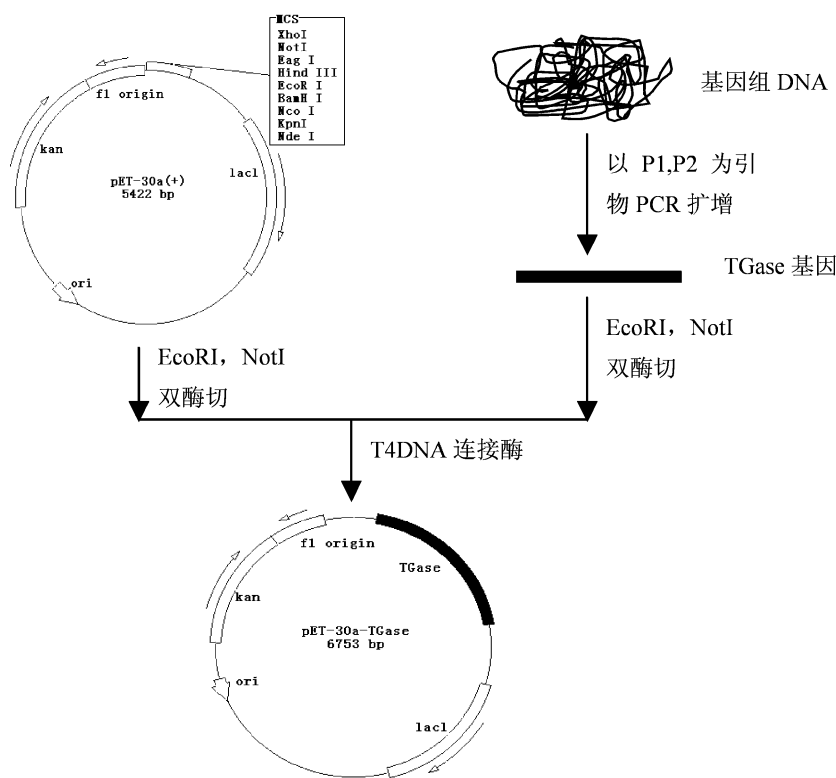 MCS
XhoI
NotI
Eag I
Hind III
EcoR I
BamH I
Nco I
KpnI
Nde I
f1 origin
kan
lacI
pET-30a(+)
5422 bp
ori
基因组 DNA
以 P1,P2 为引
物 PCR 扩增
TGase 基因
EcoRI，NotI
双酶切
EcoRI，NotI
双酶切
T4DNA 连接酶
f1 origin
TGase
kan
pET-30a-TGase
6753 bp
ori
lacI